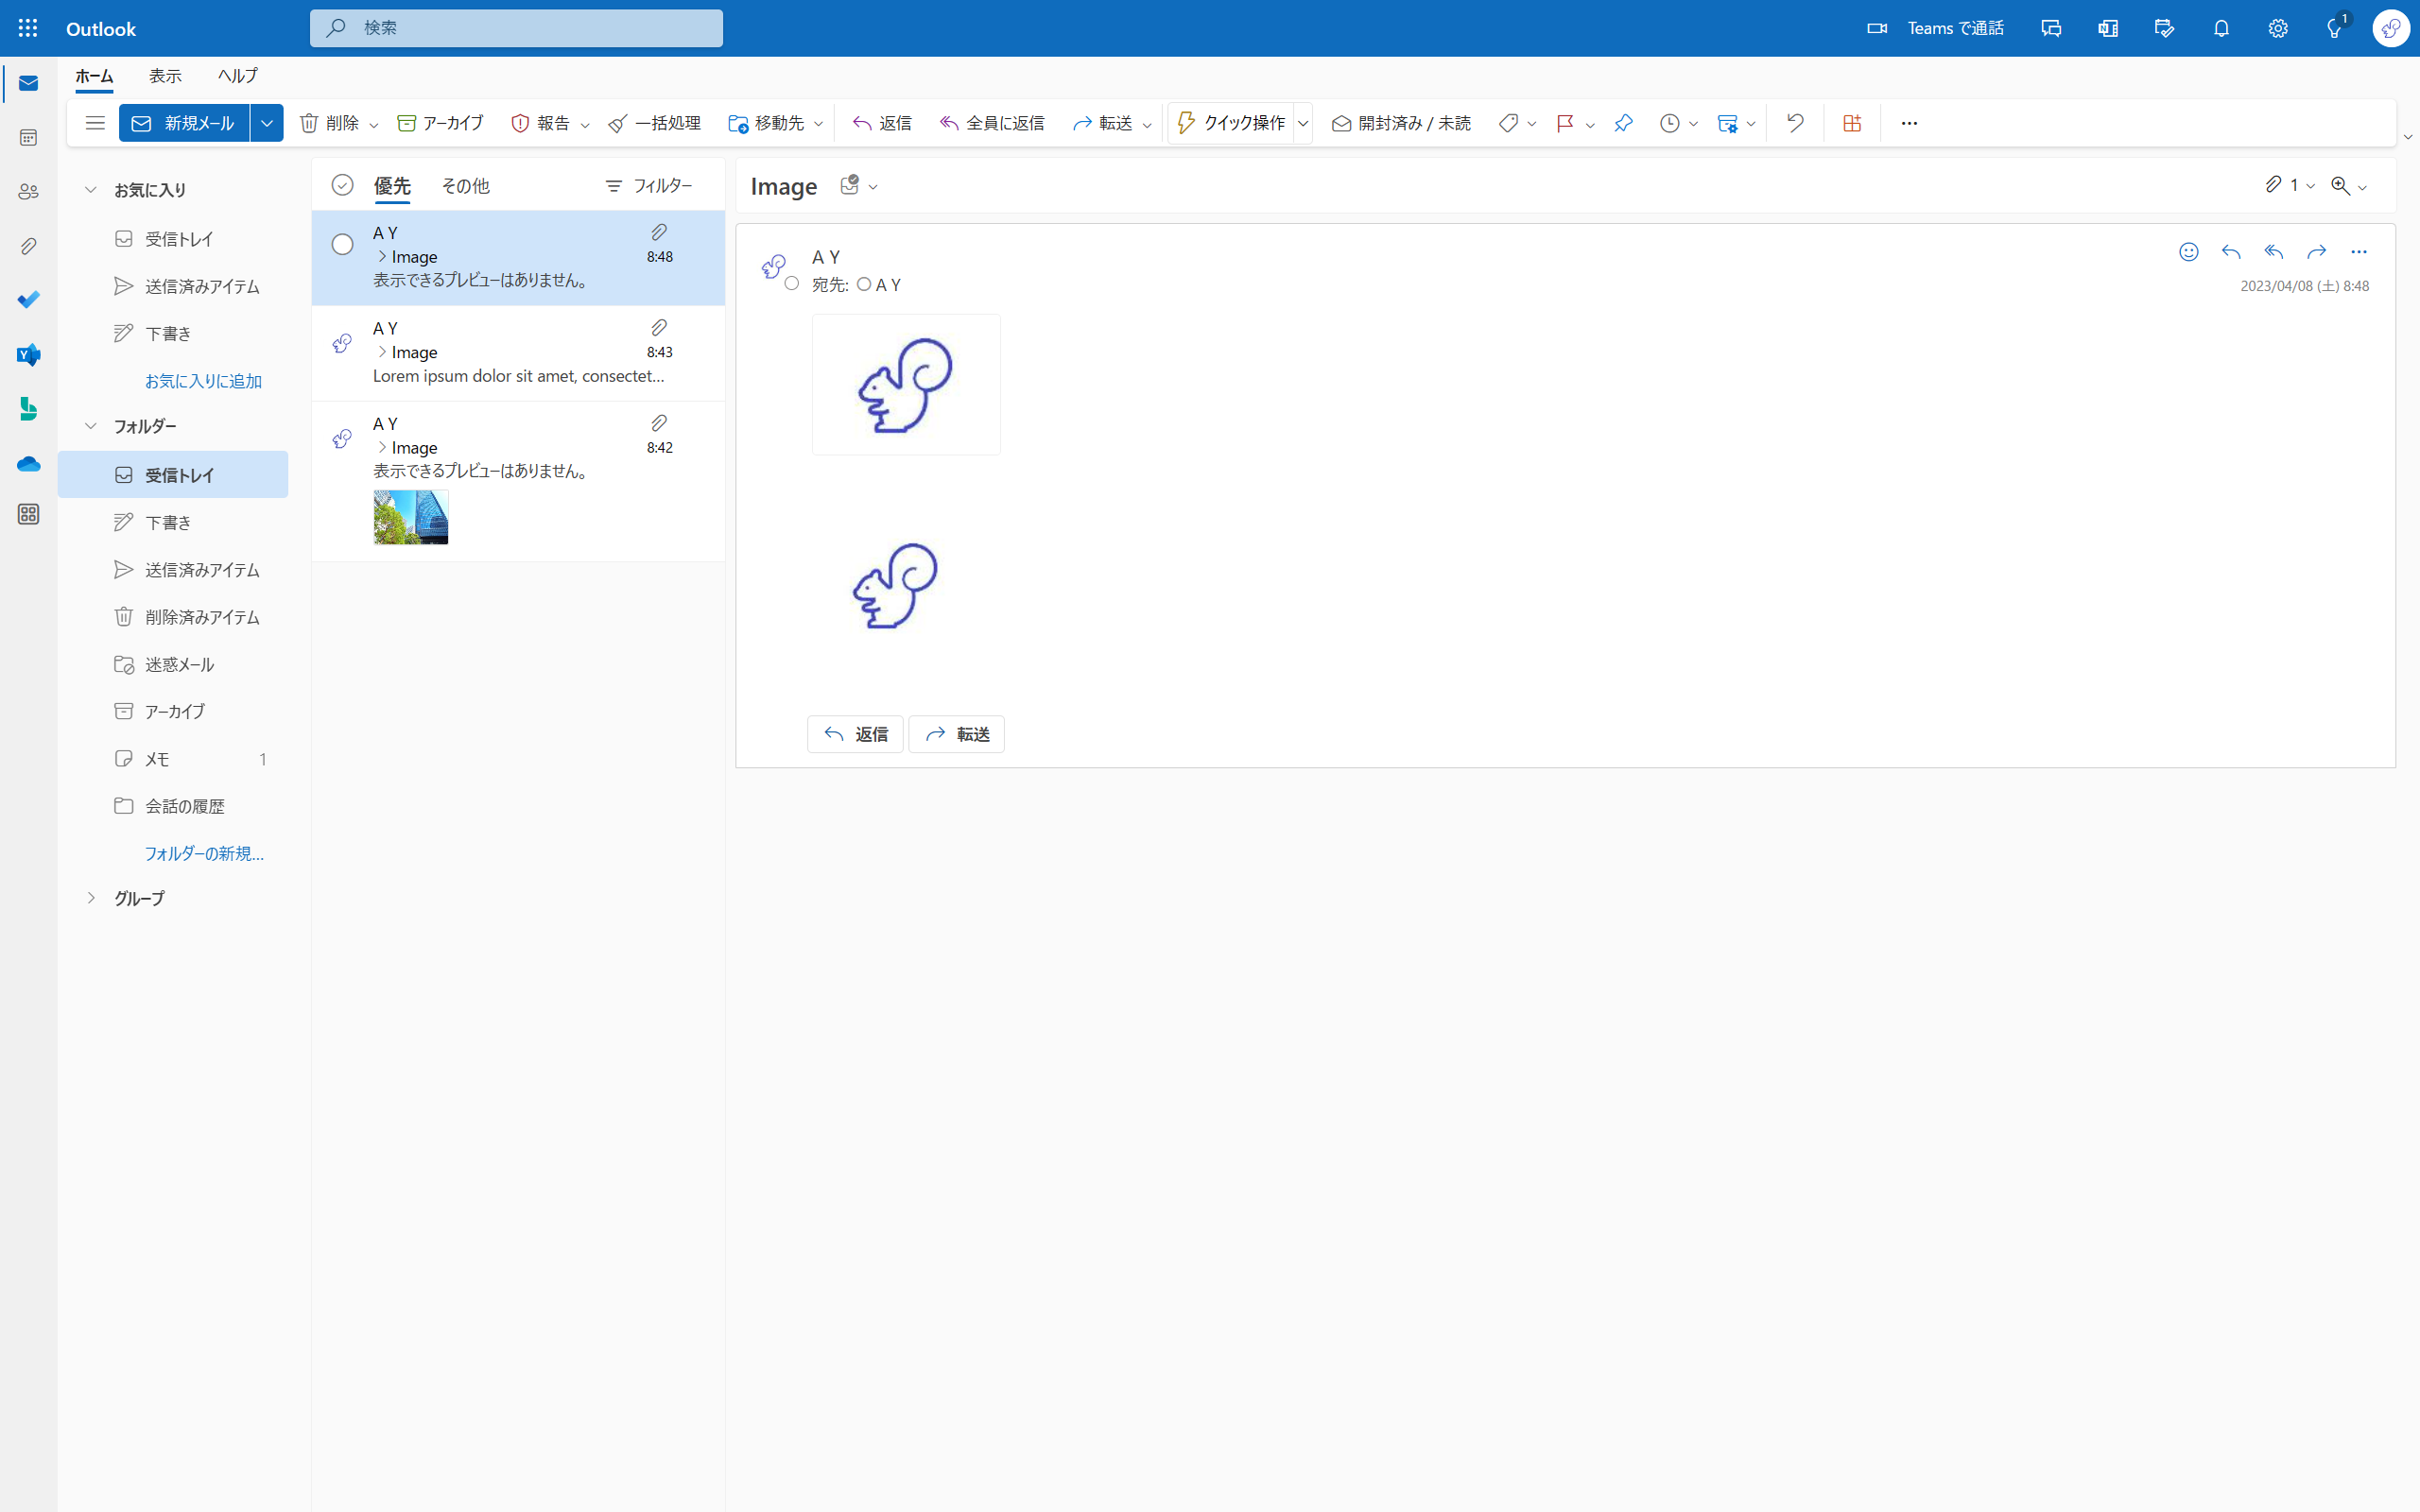 Outlook
検索
Teams で通話
1
ホーム 表示 ヘルプ
新規メール 削除 アーカイブ 報告 一括処理 移動先 返信 全員に返信 転送 クイック操作 開封済み / 未読
お気に入り
受信トレイ
送信済みアイテム
下書き
お気に入りに追加
フォルダー
受信トレイ
下書き
送信済みアイテム
削除済みアイテム
迷惑メール
アーカイブ
メモ 1
会話の履歴
フォルダーの新規...
グループ
優先 その他 フィルター
A Y
Image 8:48
表示できるプレビューはありません。
A Y
Image 8:43
Lorem ipsum dolor sit amet, consectet...
A Y
Image 8:42
表示できるプレビューはありません。
Image
1
A Y
宛先: A Y
2023/04/08 (土) 8:48
返信 転送